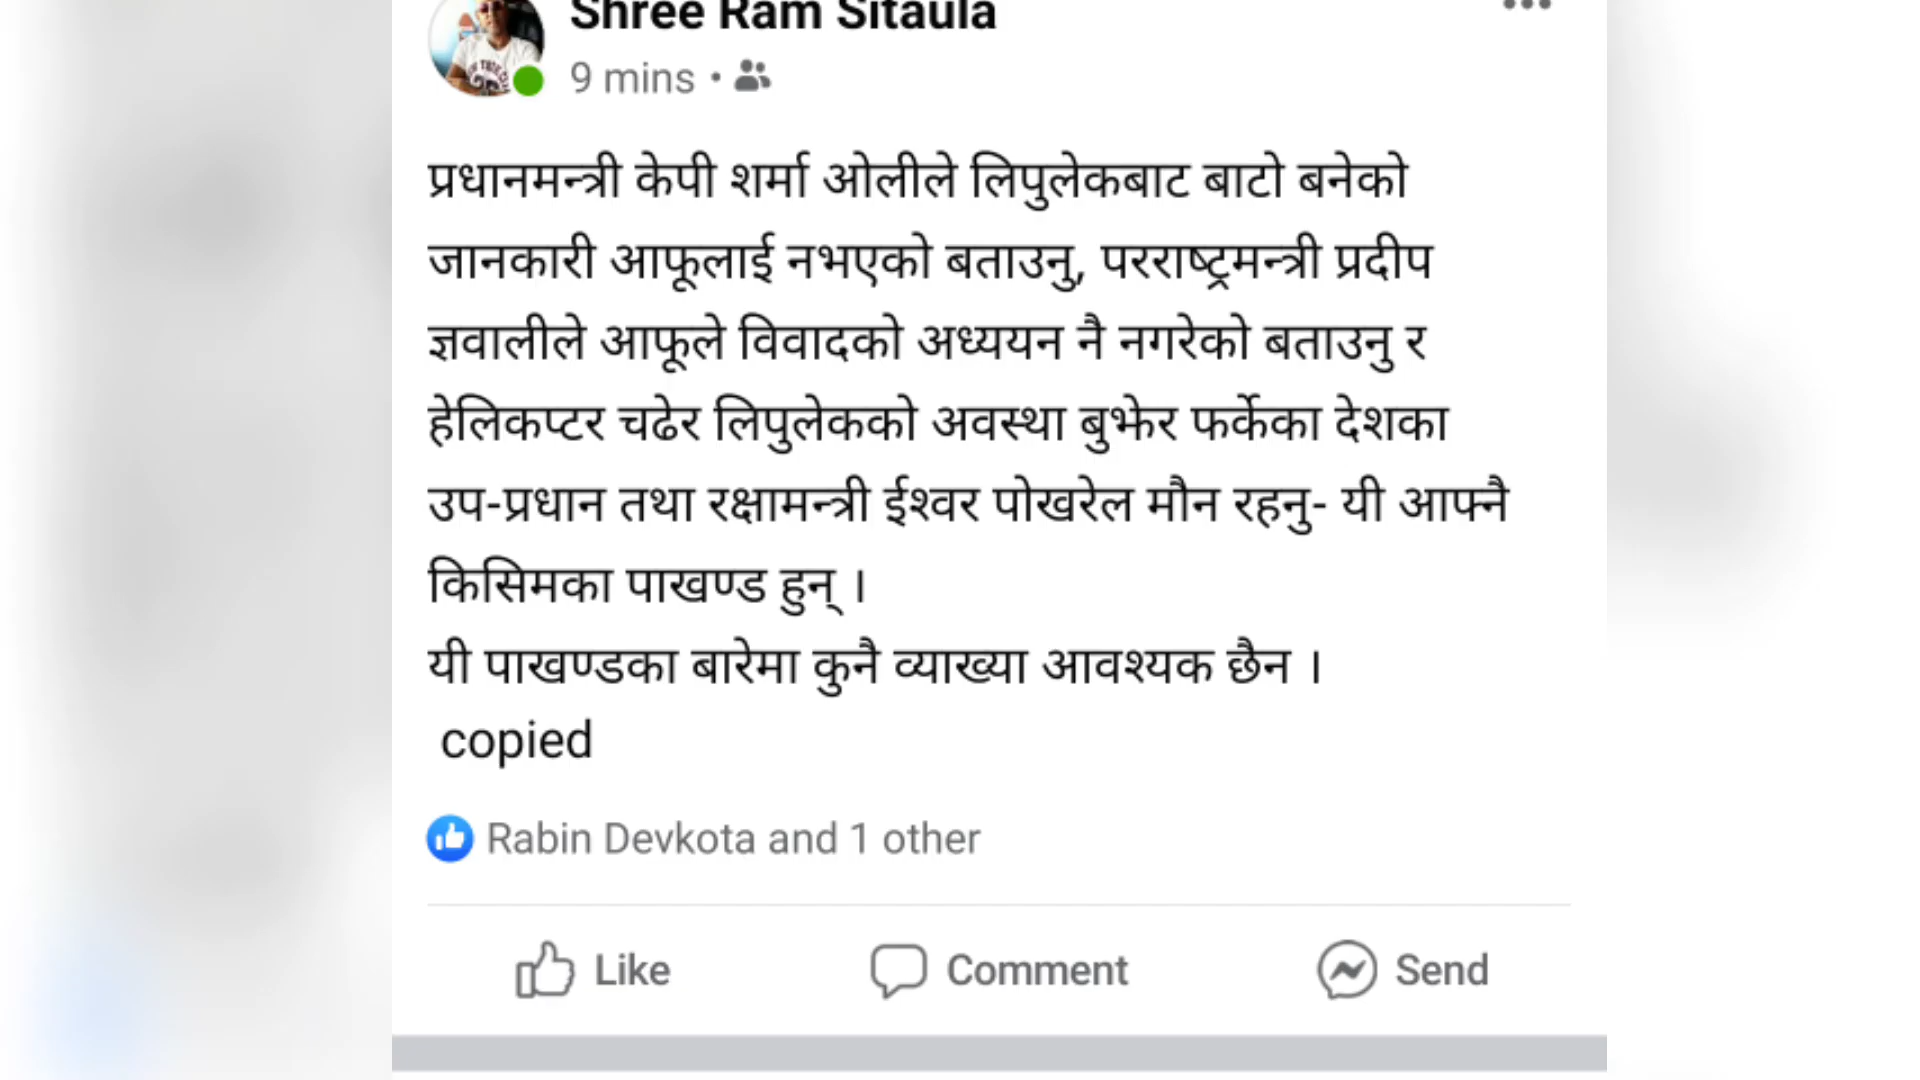 Shree Ram Sitaula
9 mins •
प्रधानमन्त्री केपी शर्मा ओलीले लिपुलेकबाट बाटो बनेको
जानकारी आफूलाई नभएको बताउनु, परराष्ट्रमन्त्री प्रदीप
ज्ञवालीले आफूले विवादको अध्ययन नै नगरेको बताउनु र
हेलिकप्टर चढेर लिपुलेकको अवस्था बुझेर फर्केका देशका
उप-प्रधान तथा रक्षामन्त्री ईश्वर पोखरेल मौन रहनु- यी आफ्नै
किसिमका पाखण्ड हुन् ।
यी पाखण्डका बारेमा कुनै व्याख्या आवश्यक छैन ।
copied
Rabin Devkota and 1 other
Like Comment Send